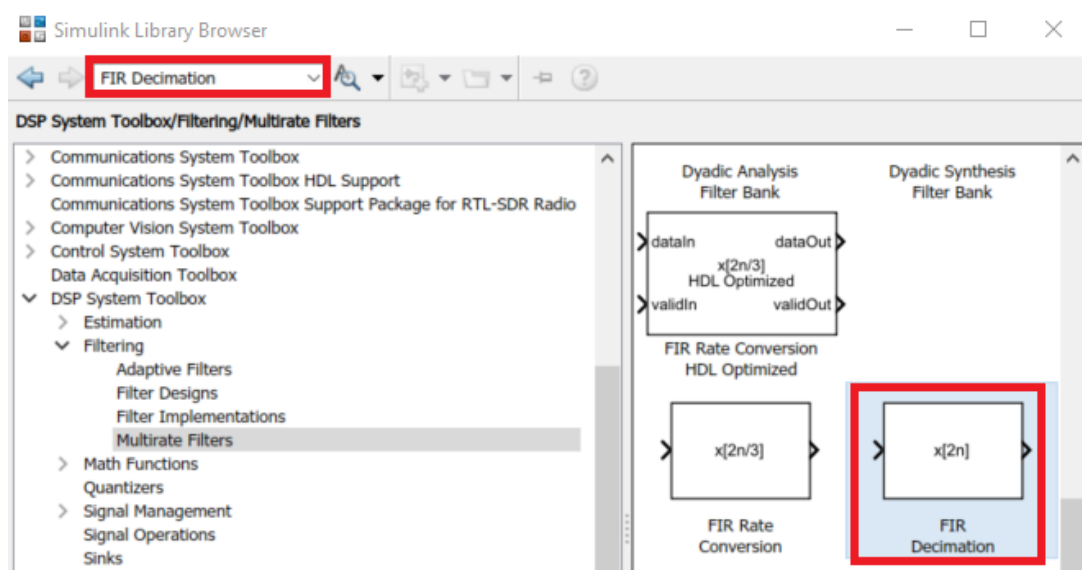 Simulink Library Browser
FIR Decimation
DSP System Toolbox/Filtering/Multirate Filters
Communications System Toolbox
Communications System Toolbox HDL Support
Communications System Toolbox Support Package for RTL-SDR Radio
Computer Vision System Toolbox
Control System Toolbox
Data Acquisition Toolbox
DSP System Toolbox
Estimation
Filtering
Adaptive Filters
Filter Designs
Filter Implementations
Multirate Filters
Math Functions
Quantizers
Signal Management
Signal Operations
Sinks
Dyadic Analysis
Filter Bank
Dyadic Synthesis
Filter Bank
dataIn dataOut
x[2n/3]
HDL Optimized
validIn validOut
FIR Rate Conversion
HDL Optimized
x[2n/3]
FIR Rate
Conversion
x[2n]
FIR
Decimation